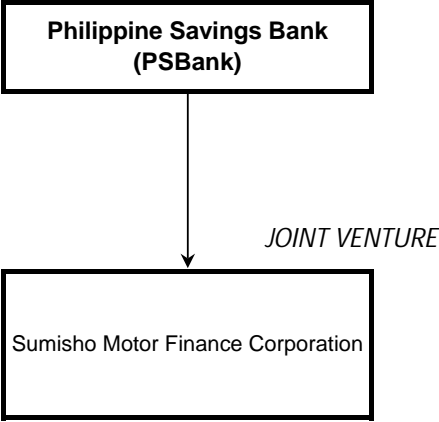 Philippine Savings Bank
(PSBank)
JOINT VENTURE
Sumisho Motor Finance Corporation